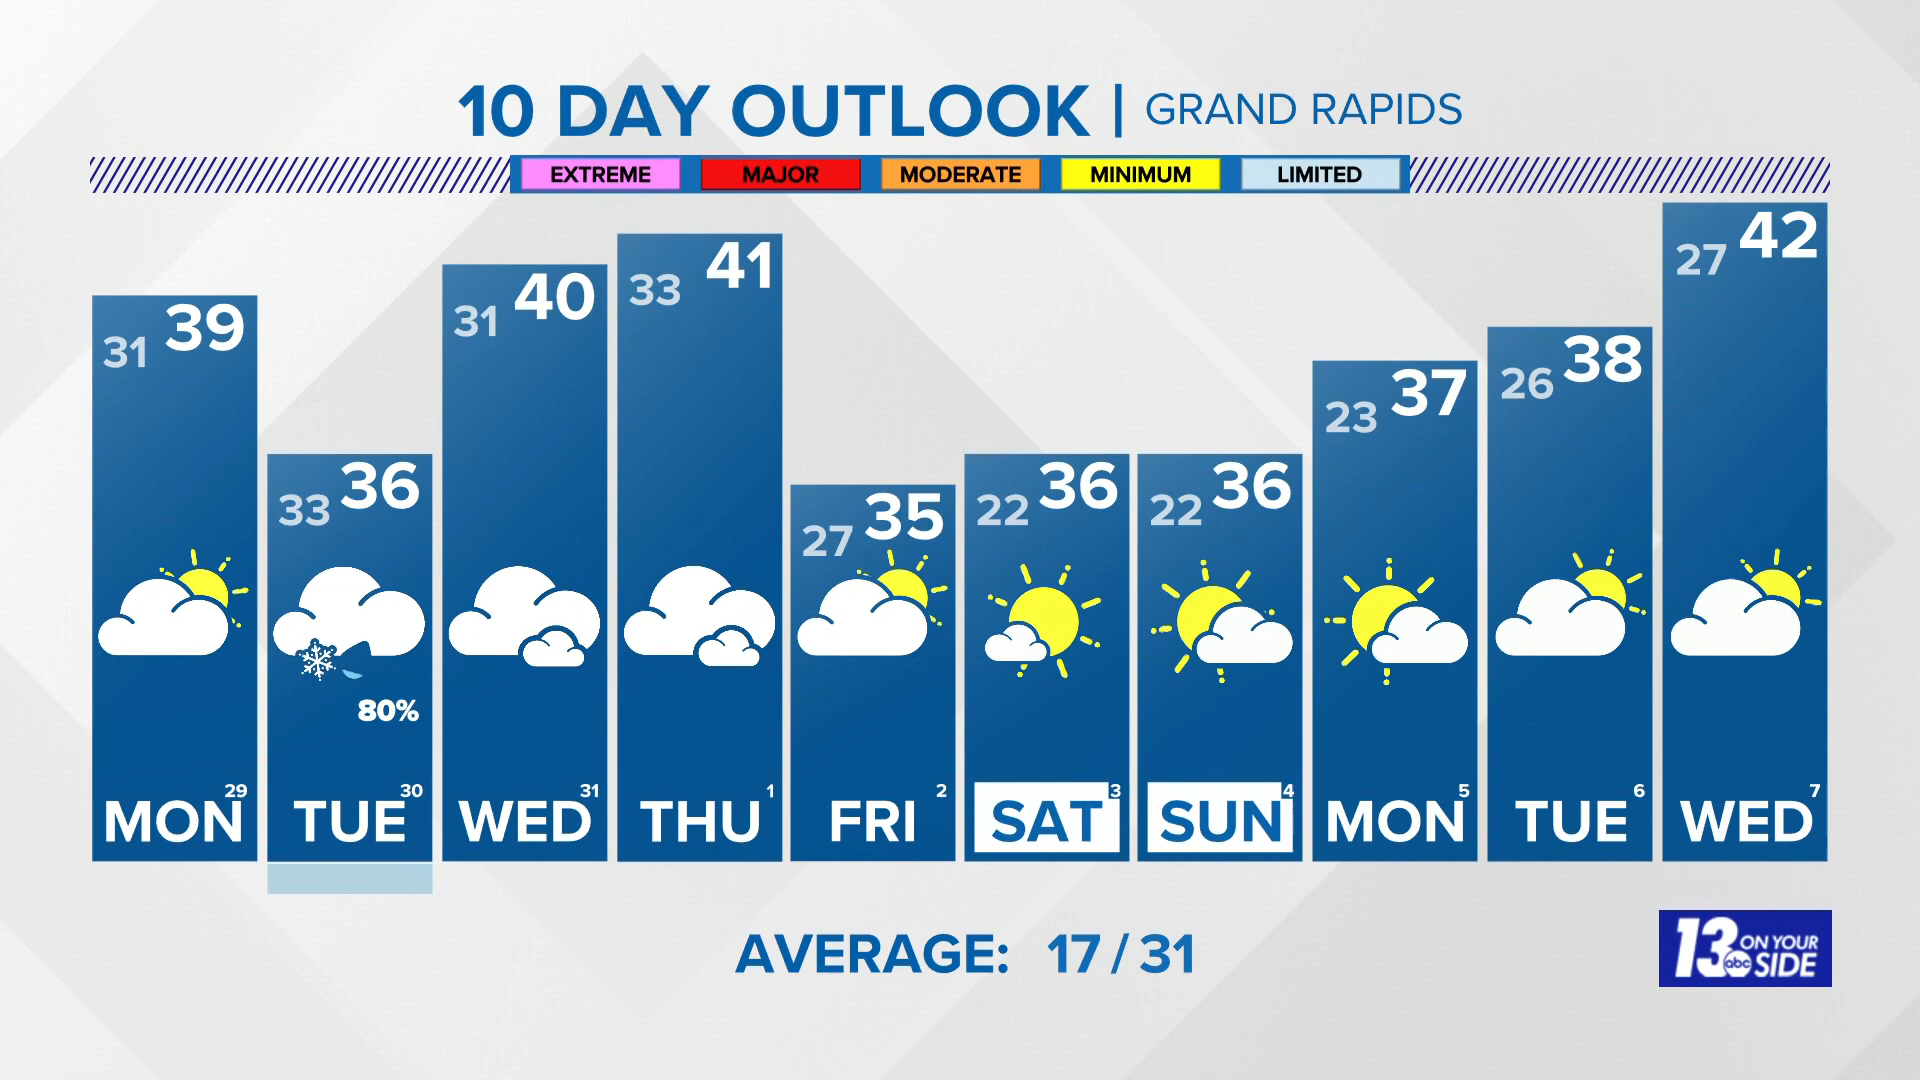 10 DAY OUTLOOK | GRAND RAPIDS
EXTREME MAJOR MODERATE MINIMUM LIMITED
31 39
33 36
31 40
33 41
27 35
22 36
22 36
23 37
26 38
27 42
80%
MON 29
TUE 30
WED 31
THU 1
FRI 2
SAT 3
SUN 4
MON 5
TUE 6
WED 7
AVERAGE: 17 / 31
13 ON YOUR
abc SIDE